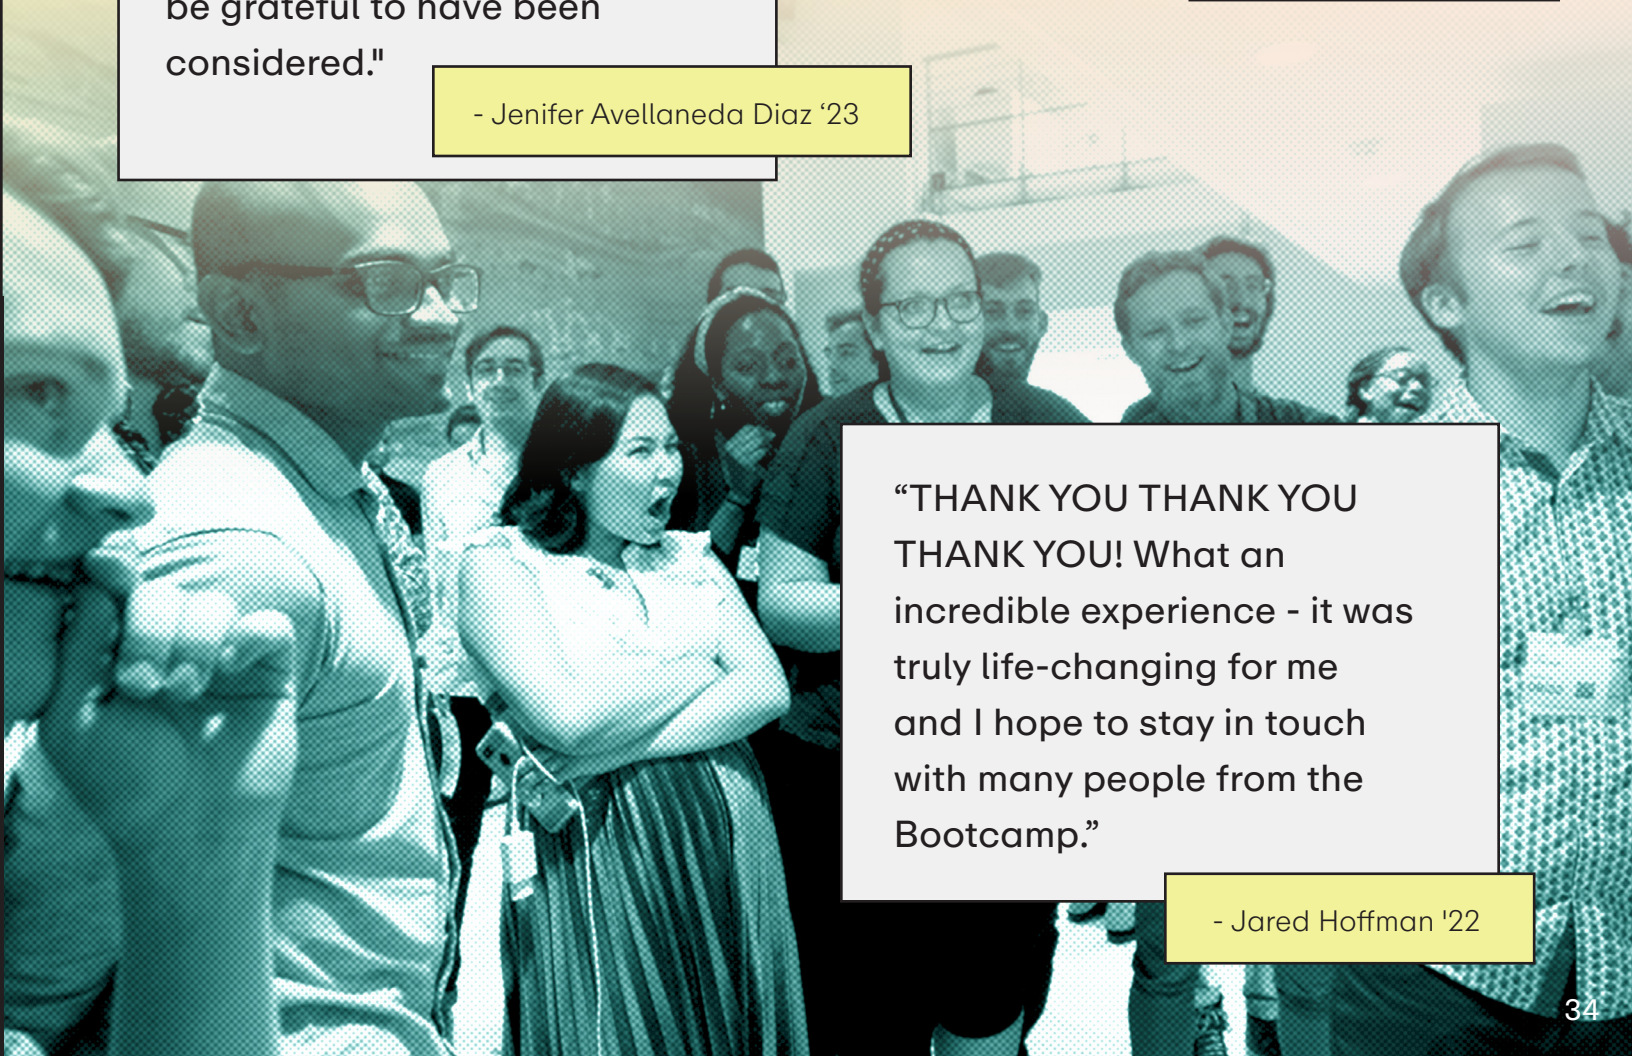 be grateful to have been
considered."
- Jenifer Avellaneda Diaz ‘23
“THANK YOU THANK YOU
THANK YOU! What an
incredible experience - it was
truly life-changing for me
and I hope to stay in touch
with many people from the
Bootcamp.”
- Jared Hoffman '22
34